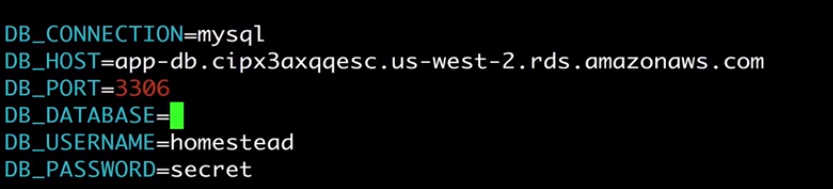 DB_CONNECTION=mysql
DB_HOST=app-db.cipx3axqqesc.us-west-2.rds.amazonaws.com
DB_PORT=3306
DB_DATABASE=
DB_USERNAME=homestead
DB_PASSWORD=secret